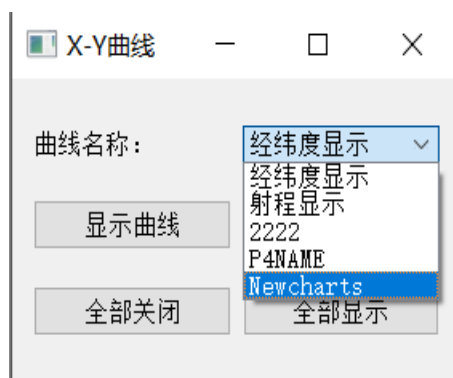 X-Y曲线
曲线名称：
经纬度显示
经纬度显示
射程显示
2222
P4NAME
Newcharts
显示曲线
全部关闭
全部显示